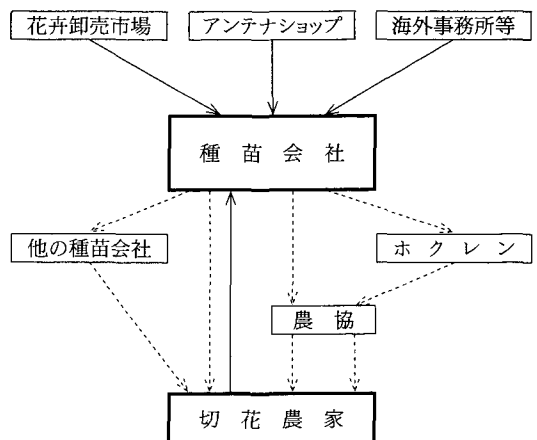 花卉卸売市場
アンテナショップ
海外事務所等
種苗会社
他の種苗会社
ホクレン
農協
切花農家